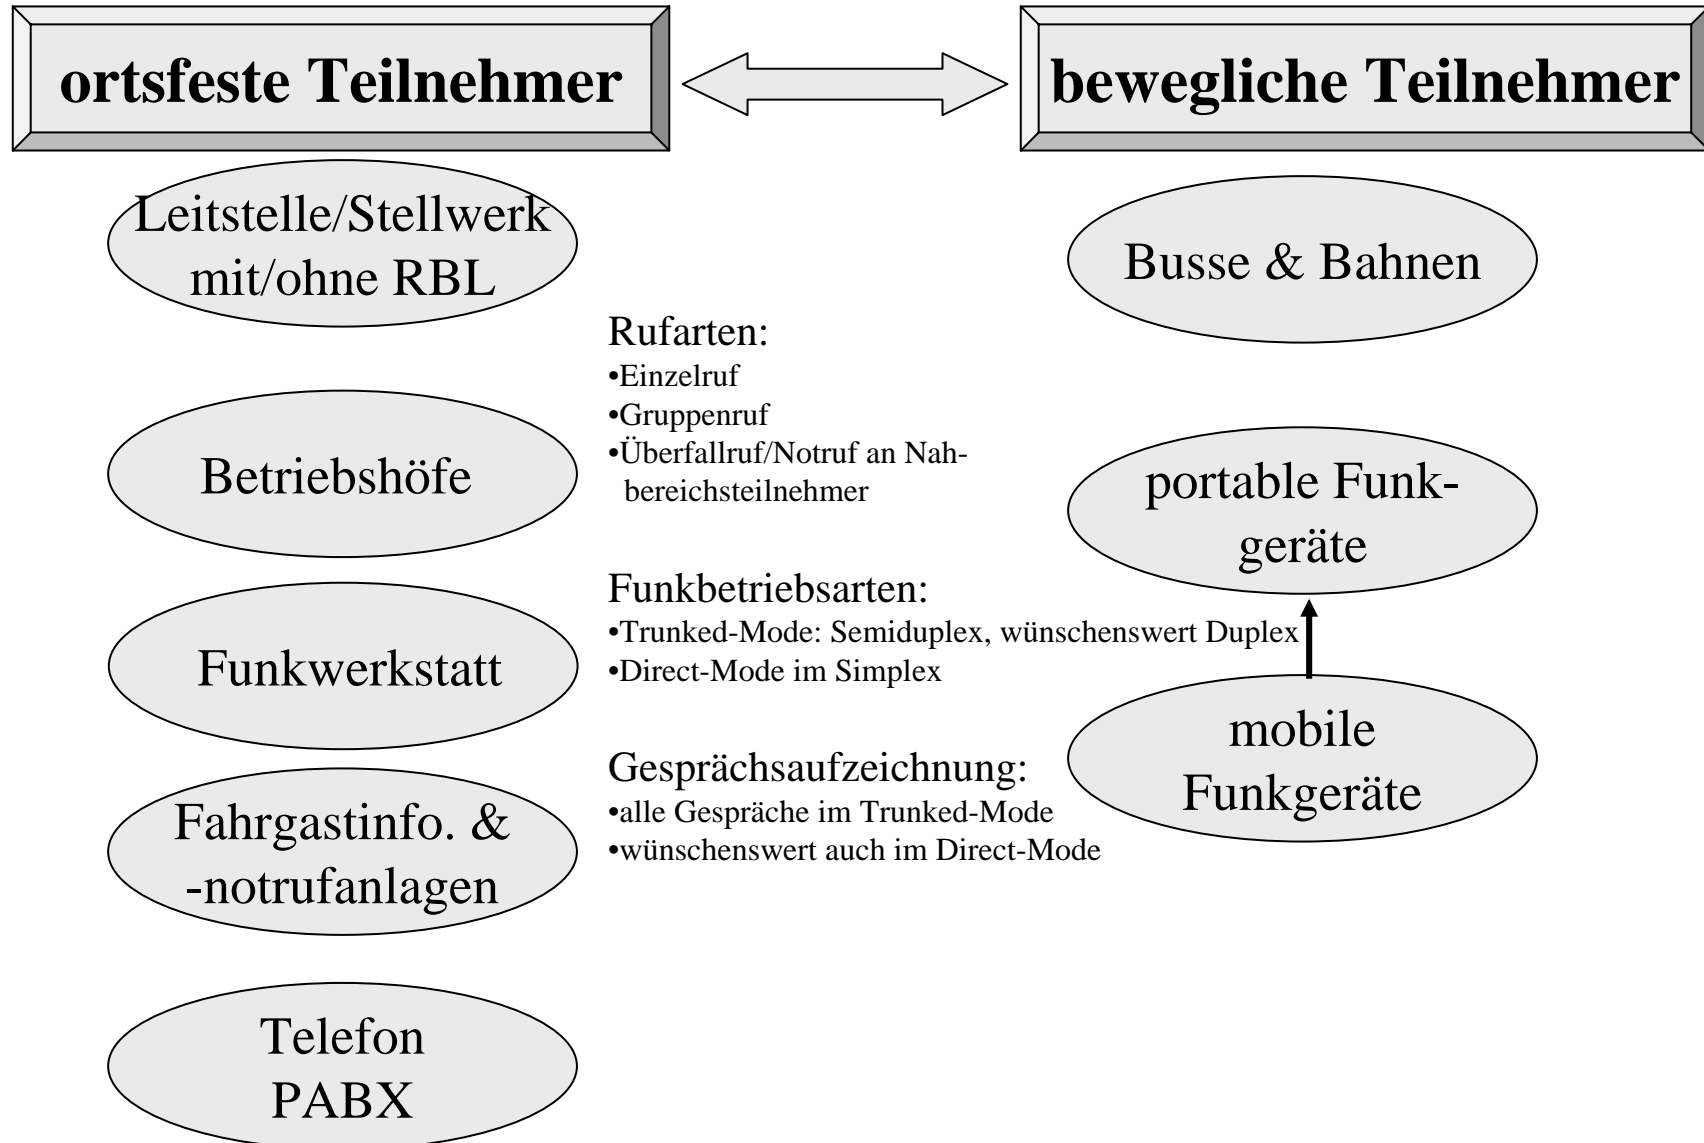 ortsfeste Teilnehmer
bewegliche Teilnehmer
Leitstelle/Stellwerk
mit/ohne RBL
Betriebshöfe
Funkwerkstatt
Fahrgastinfo. &
-notrufanlagen
Telefon
PABX
Rufarten:
•Einzelruf
•Gruppenruf
•Überfallruf/Notruf an Nah-
bereichsteilnehmer
Funkbetriebsarten:
•Trunked-Mode: Semiduplex, wünschenswert Duplex
•Direct-Mode im Simplex
Gesprächsaufzeichnung:
•alle Gespräche im Trunked-Mode
•wünschenswert auch im Direct-Mode
Busse & Bahnen
portable Funk-
geräte
mobile
Funkgeräte